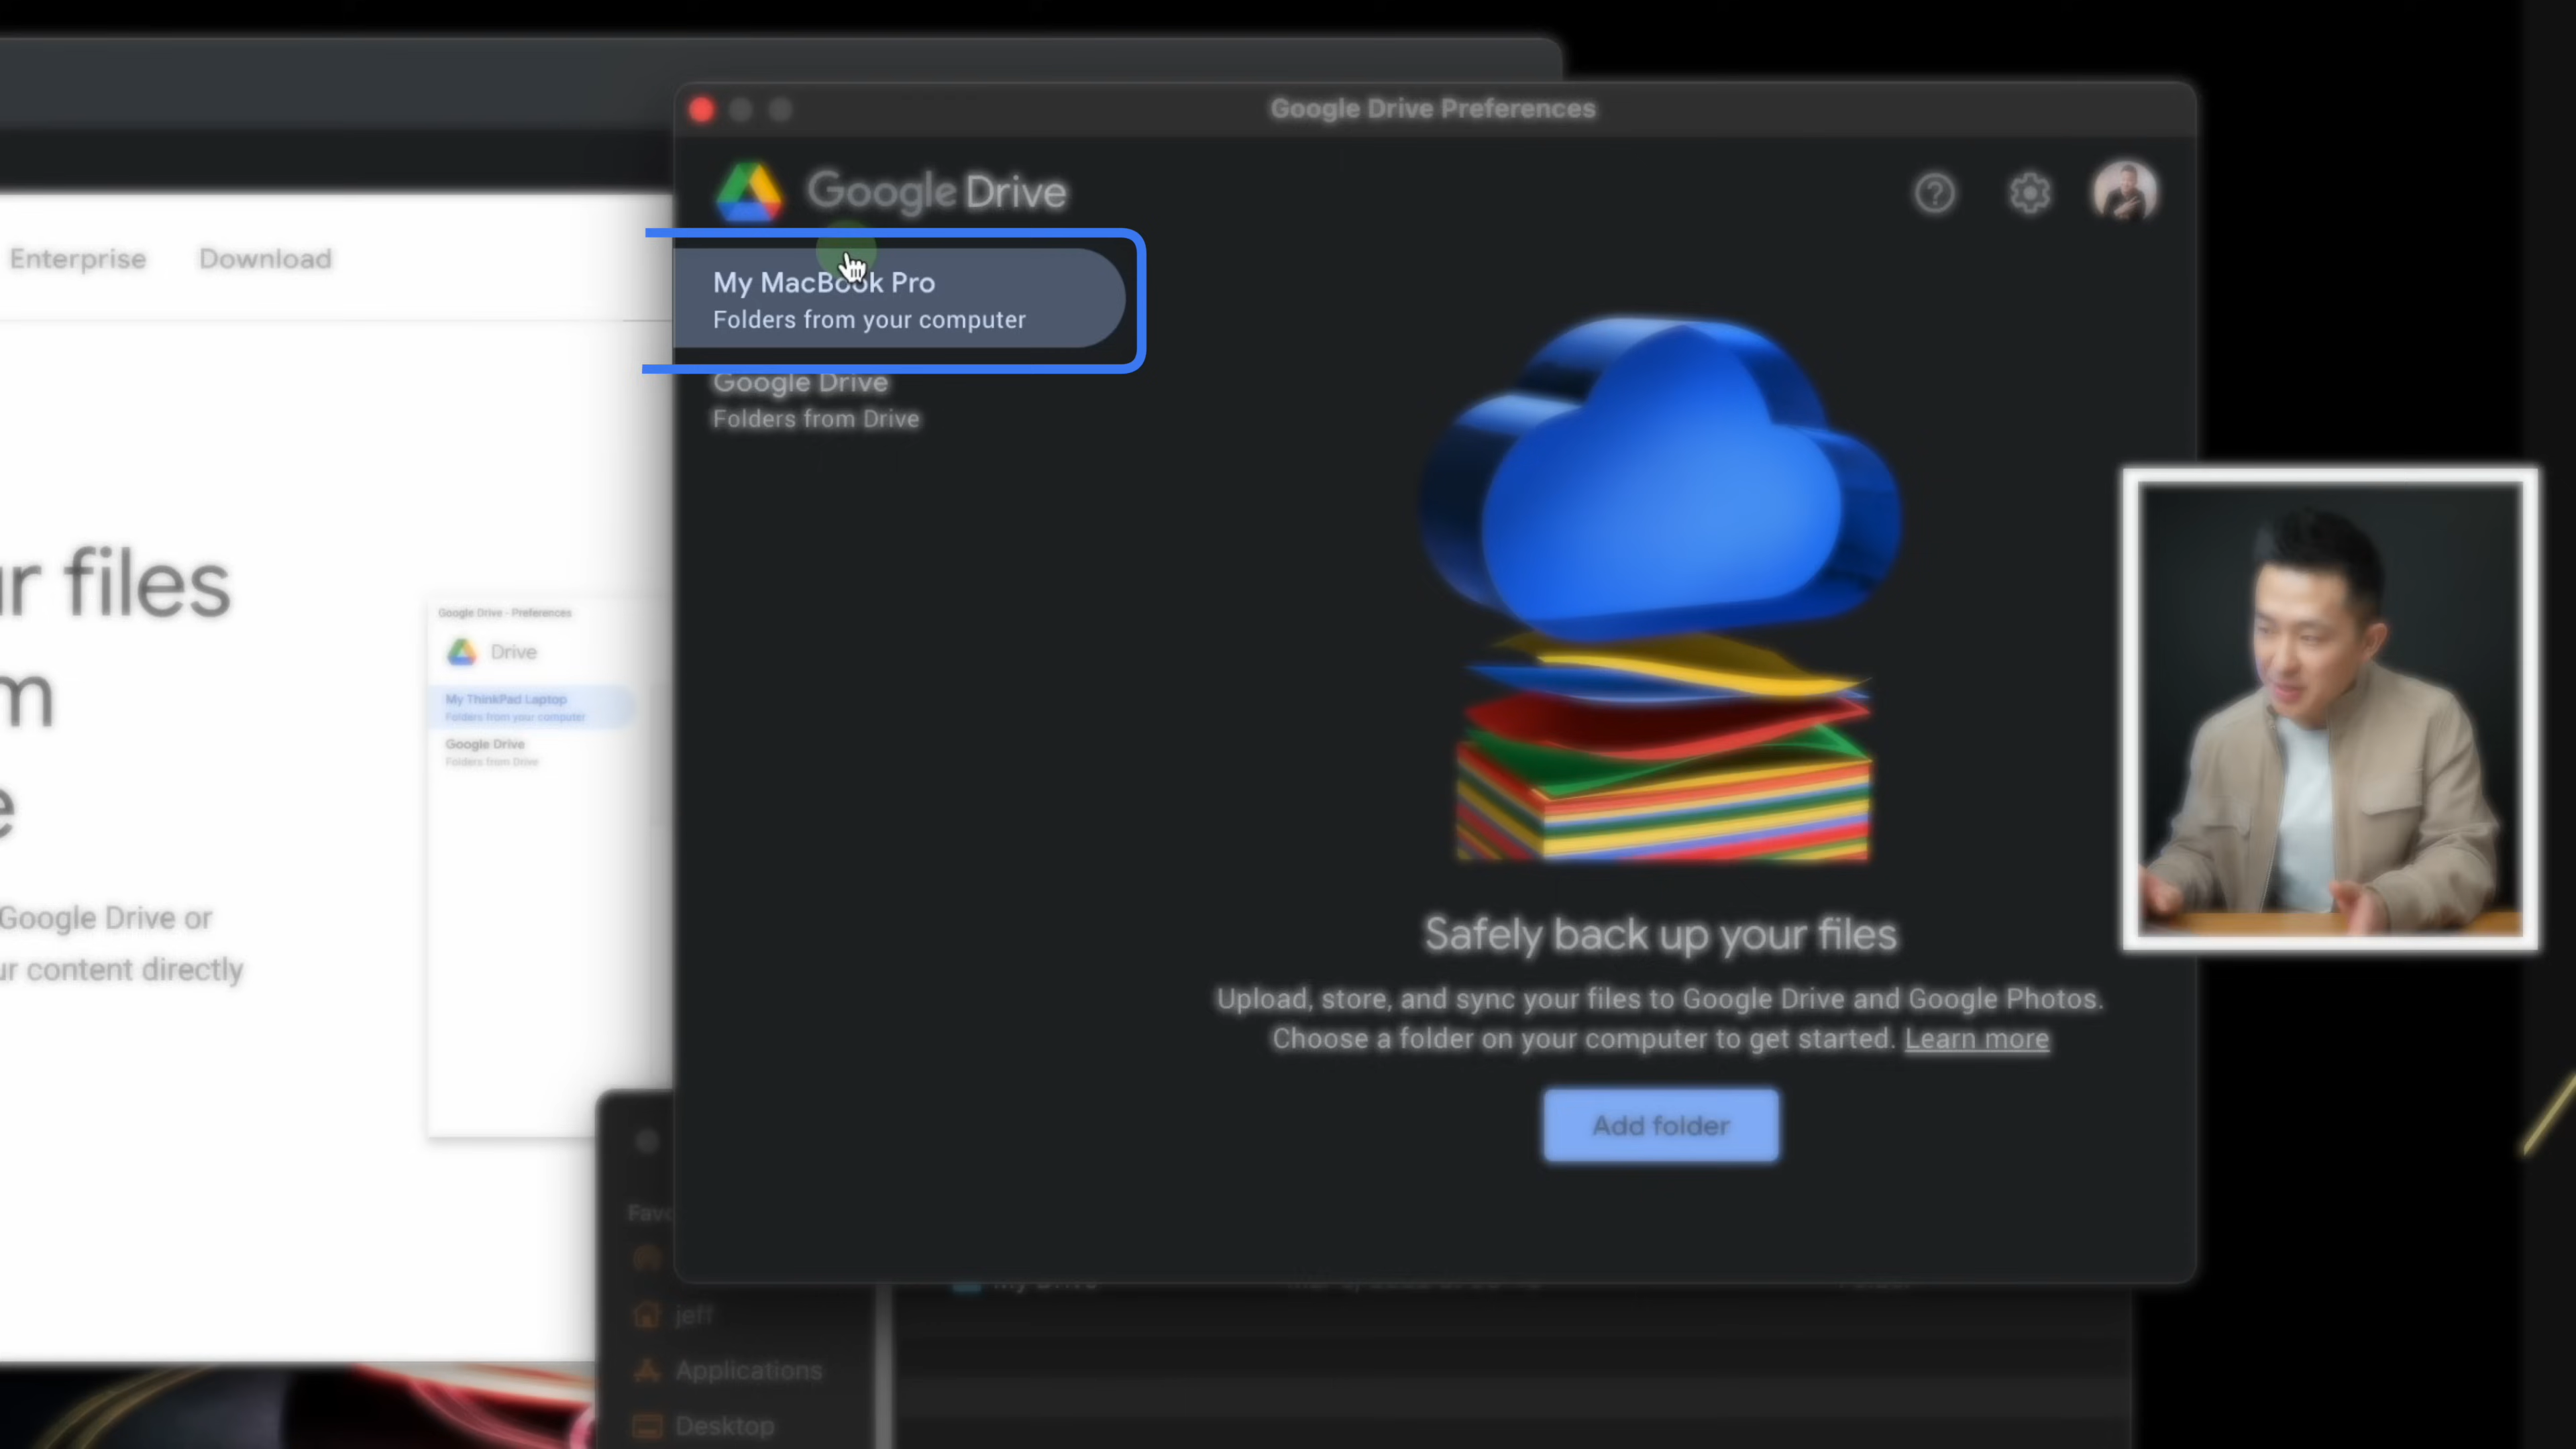 Google Drive Preferences
Google Drive
My MacBook Pro
Folders from your computer
Google Drive
Folders from Drive
Safely back up your files
Upload, store, and sync your files to Google Drive and Google Photos.
Choose a folder on your computer to get started. Learn more
Add folder
Enterprise Download
files
Google Drive or
content directly
Google Drive - Preferences
Drive
My ThinkPad Laptop
Folders from your computer
Google Drive
Folders from Drive
jeff
Applications
Desktop
My Drive